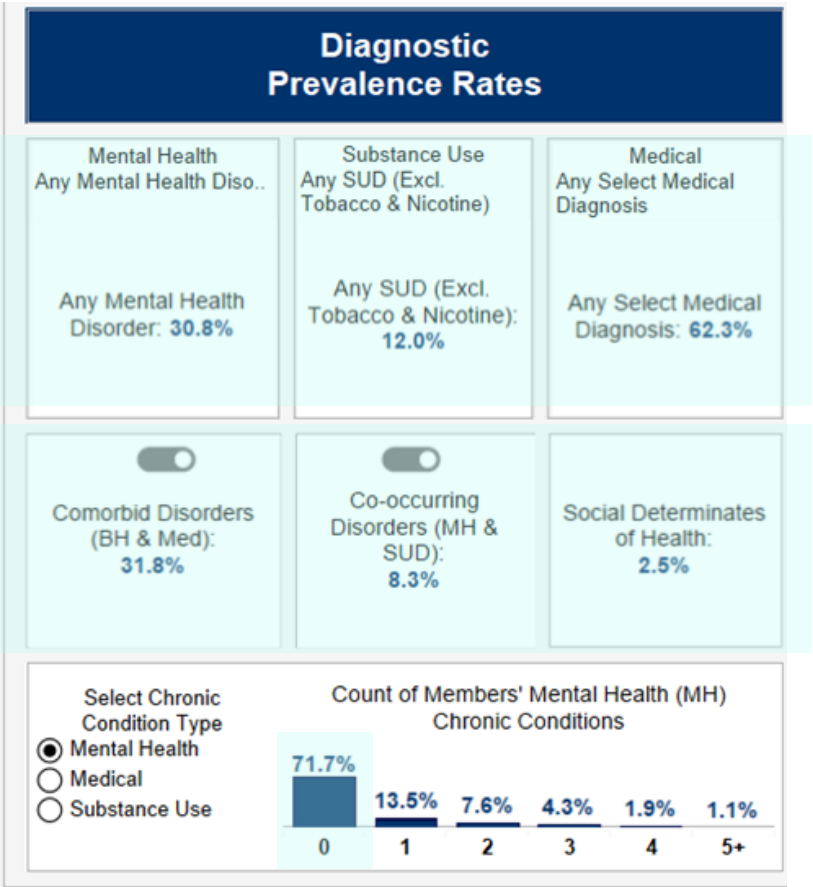 Diagnostic
Prevalence Rates
Mental Health
Any Mental Health Diso..
Substance Use
Any SUD (Excl.
Tobacco & Nicotine)
Medical
Any Select Medical
Diagnosis
Any Mental Health
Disorder: 30.8%
Any SUD (Excl.
Tobacco & Nicotine):
12.0%
Any Select Medical
Diagnosis: 62.3%
Comorbid Disorders
(BH & Med):
31.8%
Co-occurring
Disorders (MH &
SUD):
8.3%
Social Determinates
of Health:
2.5%
Select Chronic
Condition Type
Mental Health
Medical
Substance Use
Count of Members' Mental Health (MH)
Chronic Conditions
71.7%
13.5%
7.6%
4.3%
1.9%
1.1%
0
1
2
3
4
5+